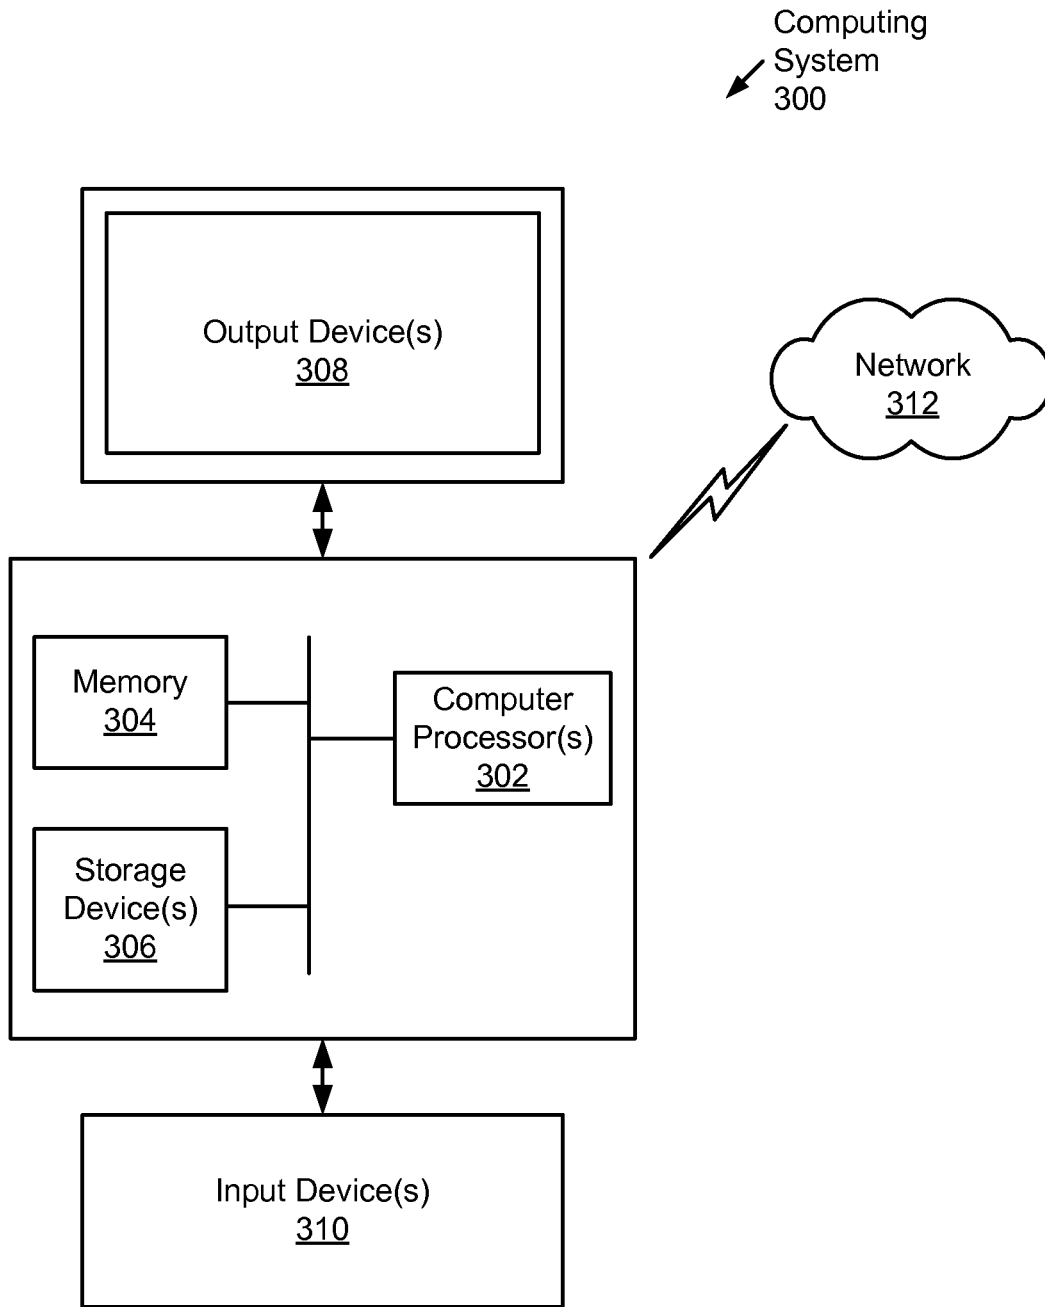 Computing
System
300
Output Device(s)
308
Network
312
Memory
304
Computer
Processor(s)
302
Storage
Device(s)
306
Input Device(s)
310